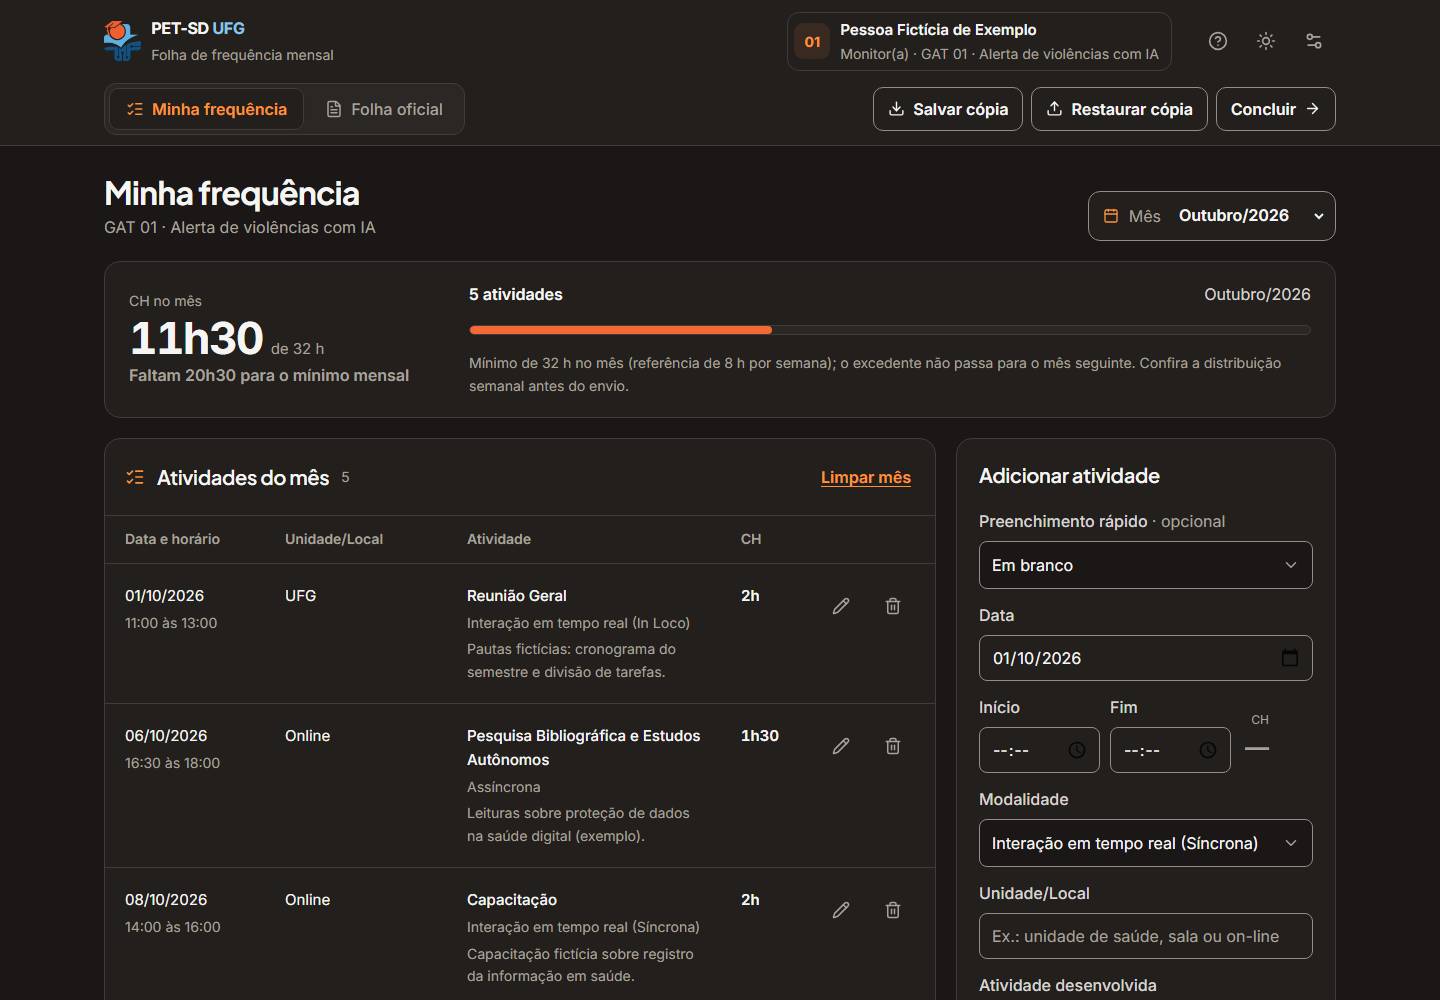 PET-SD UFG
Folha de frequência mensal
01
Pessoa Fictícia de Exemplo
Monitor(a) · GAT 01 · Alerta de violências com IA
Minha frequência
Folha oficial
Salvar cópia
Restaurar cópia
Concluir
Minha frequência
GAT 01 · Alerta de violências com IA
Mês Outubro/2026
CH no mês
11h30 de 32 h
Faltam 20h30 para o mínimo mensal
5 atividades
Outubro/2026
Mínimo de 32 h no mês (referência de 8 h por semana); o excedente não passa para o mês seguinte. Confira a distribuição
semanal antes do envio.
Atividades do mês 5
Limpar mês
Data e horário Unidade/Local Atividade CH
01/10/2026 UFG Reunião Geral 2h
11:00 às 13:00 Interação em tempo real (In Loco)
Pautas fictícias: cronograma do
semestre e divisão de tarefas.
06/10/2026 Online Pesquisa Bibliográfica e Estudos 1h30
Autônomos
16:30 às 18:00
Assíncrona
Leituras sobre proteção de dados
na saúde digital (exemplo).
08/10/2026 Online Capacitação 2h
14:00 às 16:00 Interação em tempo real (Síncrona)
Capacitação fictícia sobre registro
da informação em saúde.
Adicionar atividade
Preenchimento rápido · opcional
Em branco
Data
01/10/2026
Início Fim CH
--:-- --:-- —
Modalidade
Interação em tempo real (Síncrona)
Unidade/Local
Ex.: unidade de saúde, sala ou on-line
Atividade desenvolvida